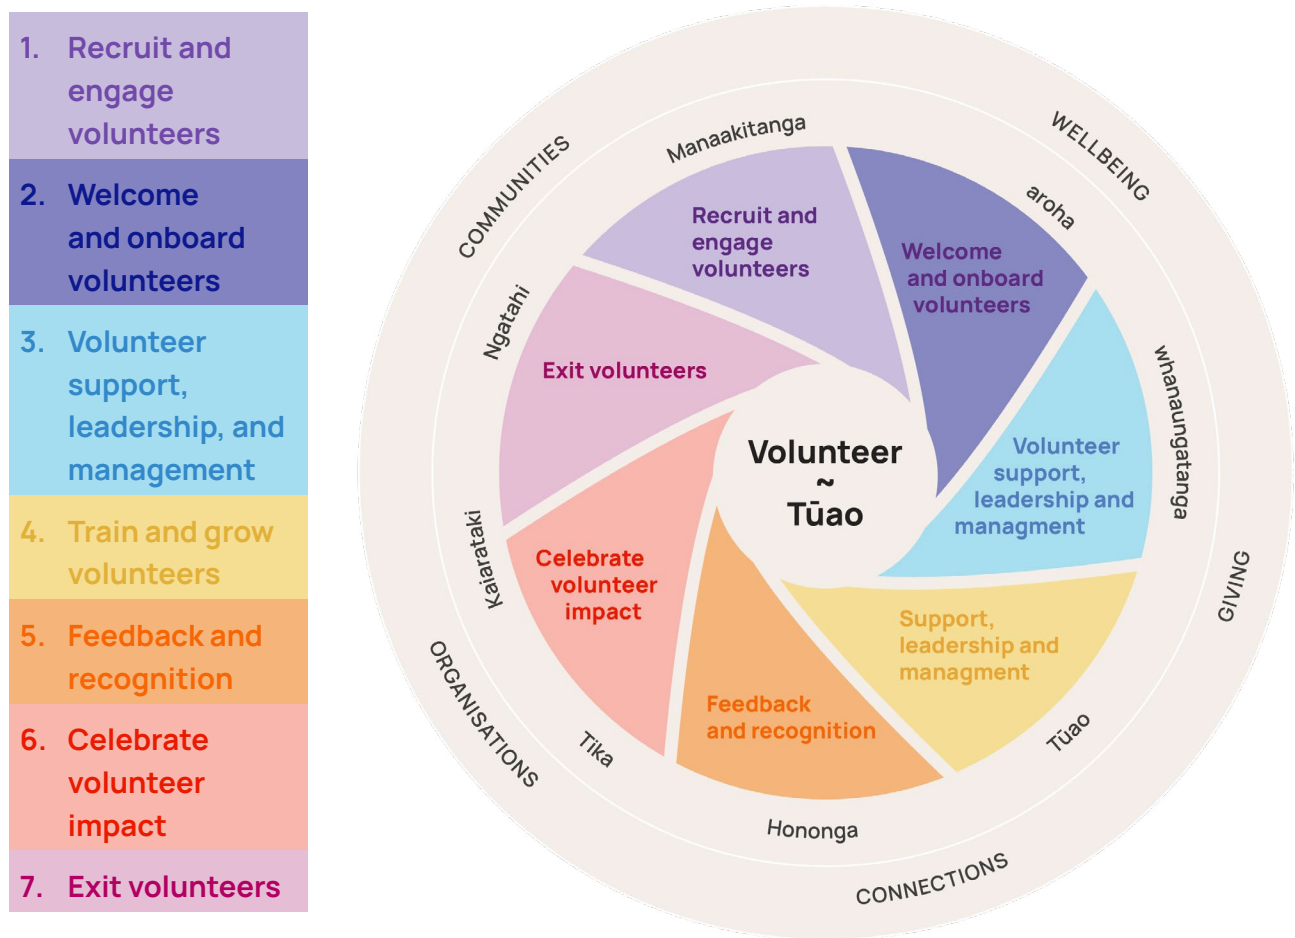 1. Recruit and
engage
volunteers
2. Welcome
and onboard
volunteers
3. Volunteer
support,
leadership, and
management
4. Train and grow
volunteers
5. Feedback and
recognition
6. Celebrate
volunteer
impact
7. Exit volunteers
COMMUNITIES
WELLBEING
GIVING
CONNECTIONS
ORGANISATIONS
Manaakitanga
aroha
whanaungatanga
Tūao
Hononga
Tika
Kaiarataki
Ngatahi
Recruit and
engage
volunteers
Welcome
and onboard
volunteers
Volunteer
support,
leadership and
managment
Support,
leadership and
managment
Feedback
and recognition
Celebrate
volunteer
impact
Exit volunteers
Volunteer
~
Tūao